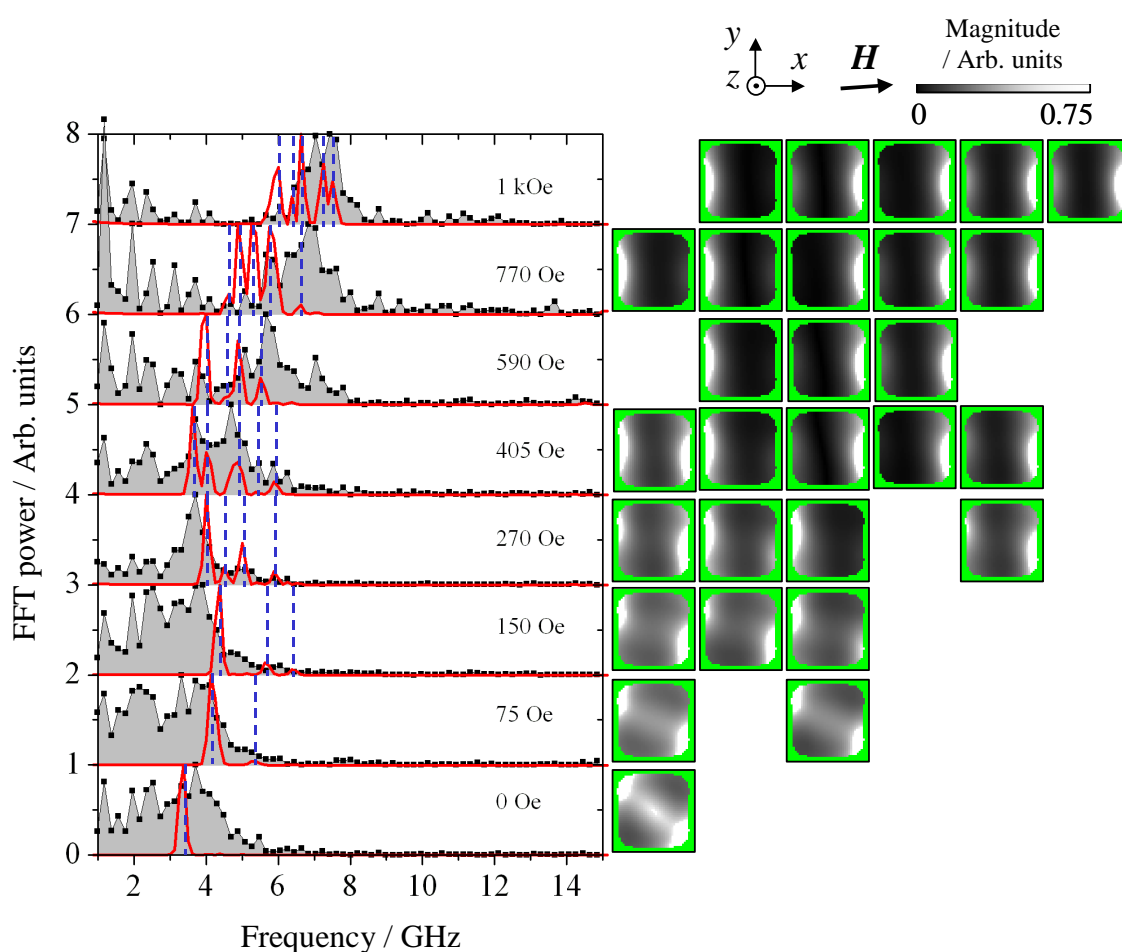 Magnitude
/ Arb. units
y
x
z
H
0 0.75
8
7
6
5
4
3
2
1
0
FFT power / Arb. units
1 kOe
770 Oe
590 Oe
405 Oe
270 Oe
150 Oe
75 Oe
0 Oe
2 4 6 8 10 12 14
Frequency / GHz